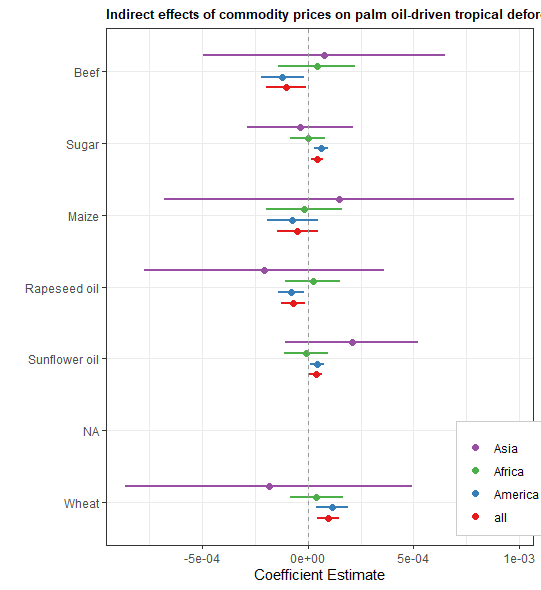 Indirect effects of commodity prices on palm oil-driven tropical defor
Beef
Sugar
Maize
Rapeseed oil
Sunflower oil
NA
Wheat
Asia
Africa
America
all
-5e-04 0e+00 5e-04 1e-03
Coefficient Estimate